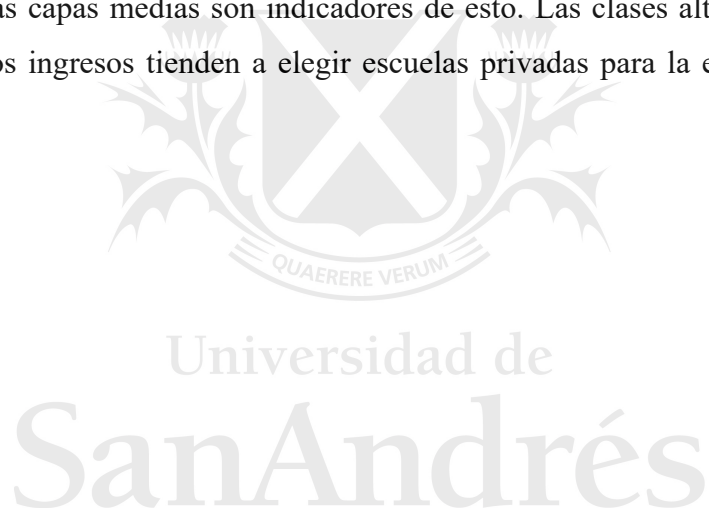 as capas medias son indicadores de esto. Las clases alt
os ingresos tienden a elegir escuelas privadas para la e
QUAERERE VERUM
Universidad de
SanAndrés